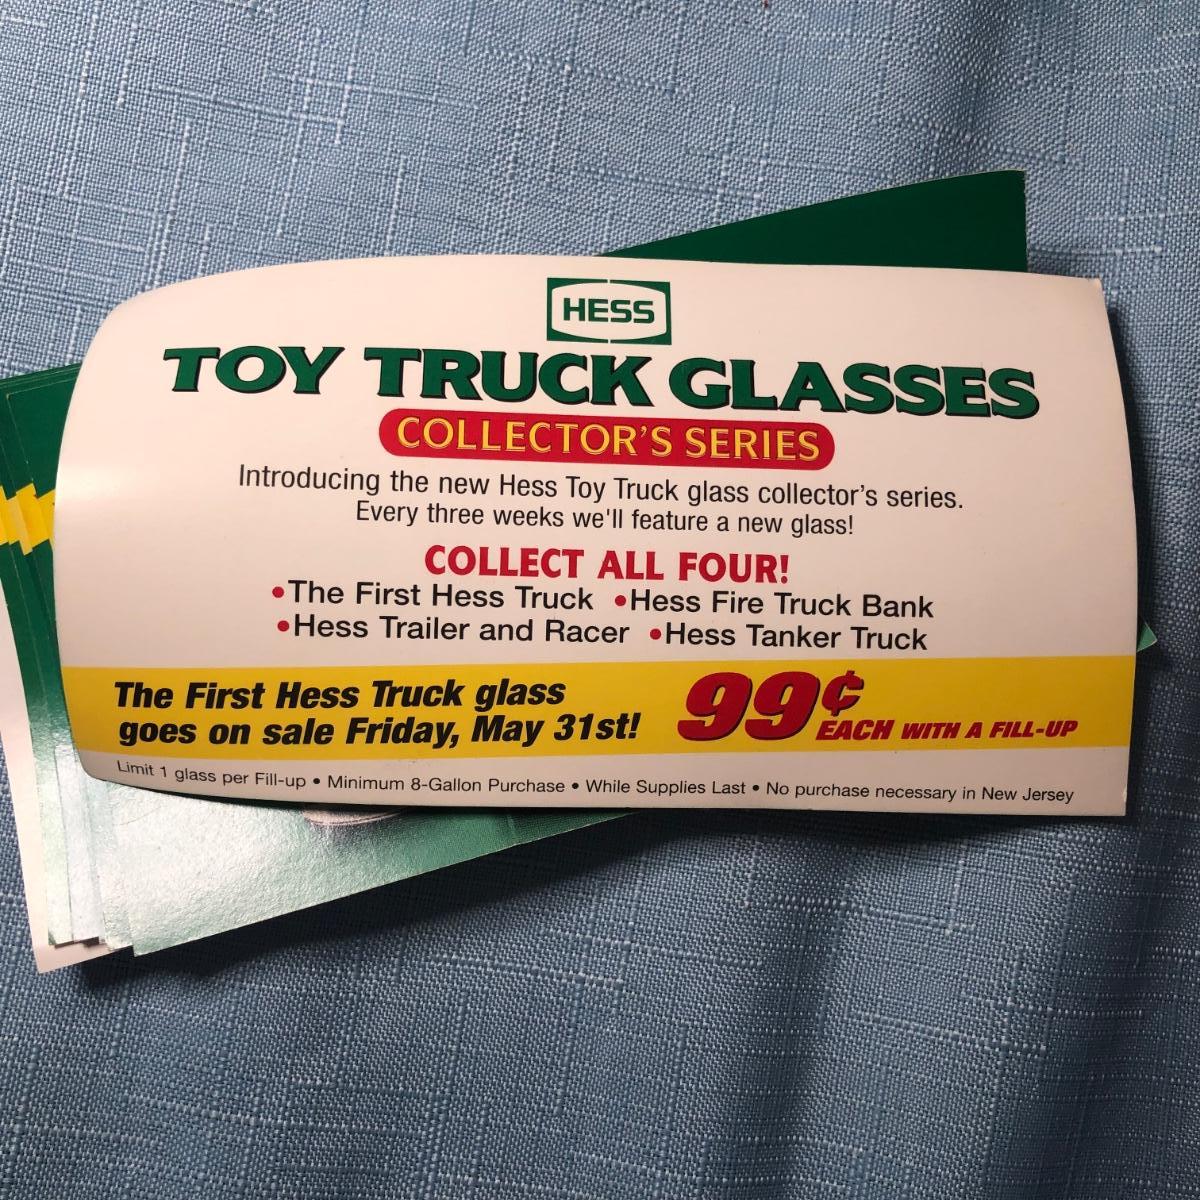 HESS
TOY TRUCK GLASSES
COLLECTOR'S SERIES
Introducing the new Hess Toy Truck glass collector's series.
Every three weeks we'll feature a new glass!
COLLECT ALL FOUR!
•The First Hess Truck •Hess Fire Truck Bank
•Hess Trailer and Racer •Hess Tanker Truck
The First Hess Truck glass
goes on sale Friday, May 31st!
99¢
EACH WITH A FILL-UP
Limit 1 glass per Fill-up • Minimum 8-Gallon Purchase • While Supplies Last • No purchase necessary in New Jersey